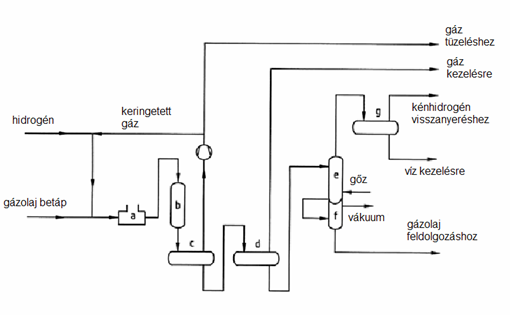 gáz
tüzeléshez
gáz
kezelésre
keringetett
gáz
hidrogén
kénhidrogén
visszanyeréshez
g
víz kezelésre
e
gőz
gázolaj betáp
a
b
f
vákuum
c
d
gázolaj
feldolgozáshoz